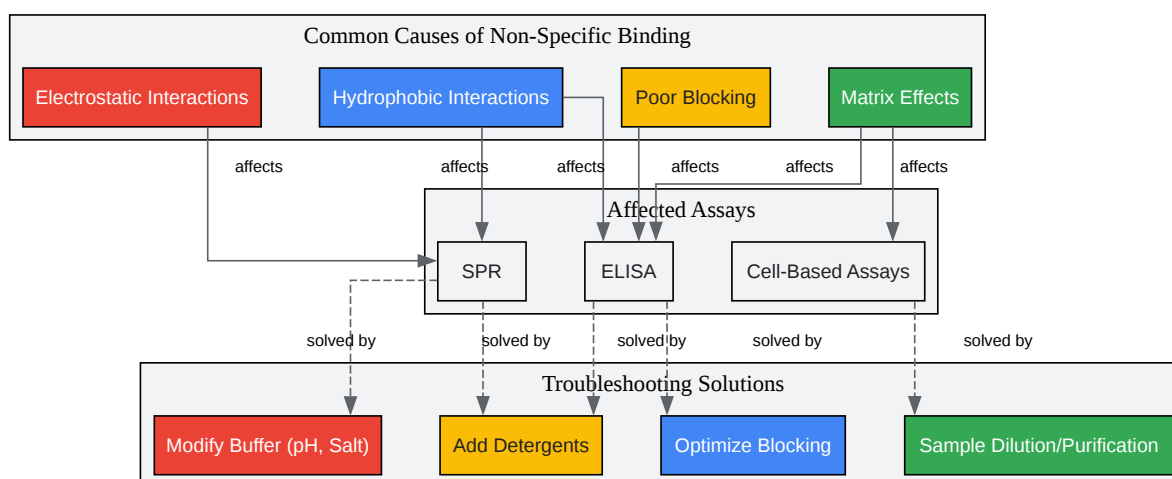 Common Causes of Non-Specific Binding
Electrostatic Interactions
Hydrophobic Interactions
Poor Blocking
Matrix Effects
affects
affects
affects
affects
affects
affects
Affected Assays
SPR
ELISA
Cell-Based Assays
solved by
solved by
solved by
solved by
solved by
Troubleshooting Solutions
Modify Buffer (pH, Salt)
Add Detergents
Optimize Blocking
Sample Dilution/Purification